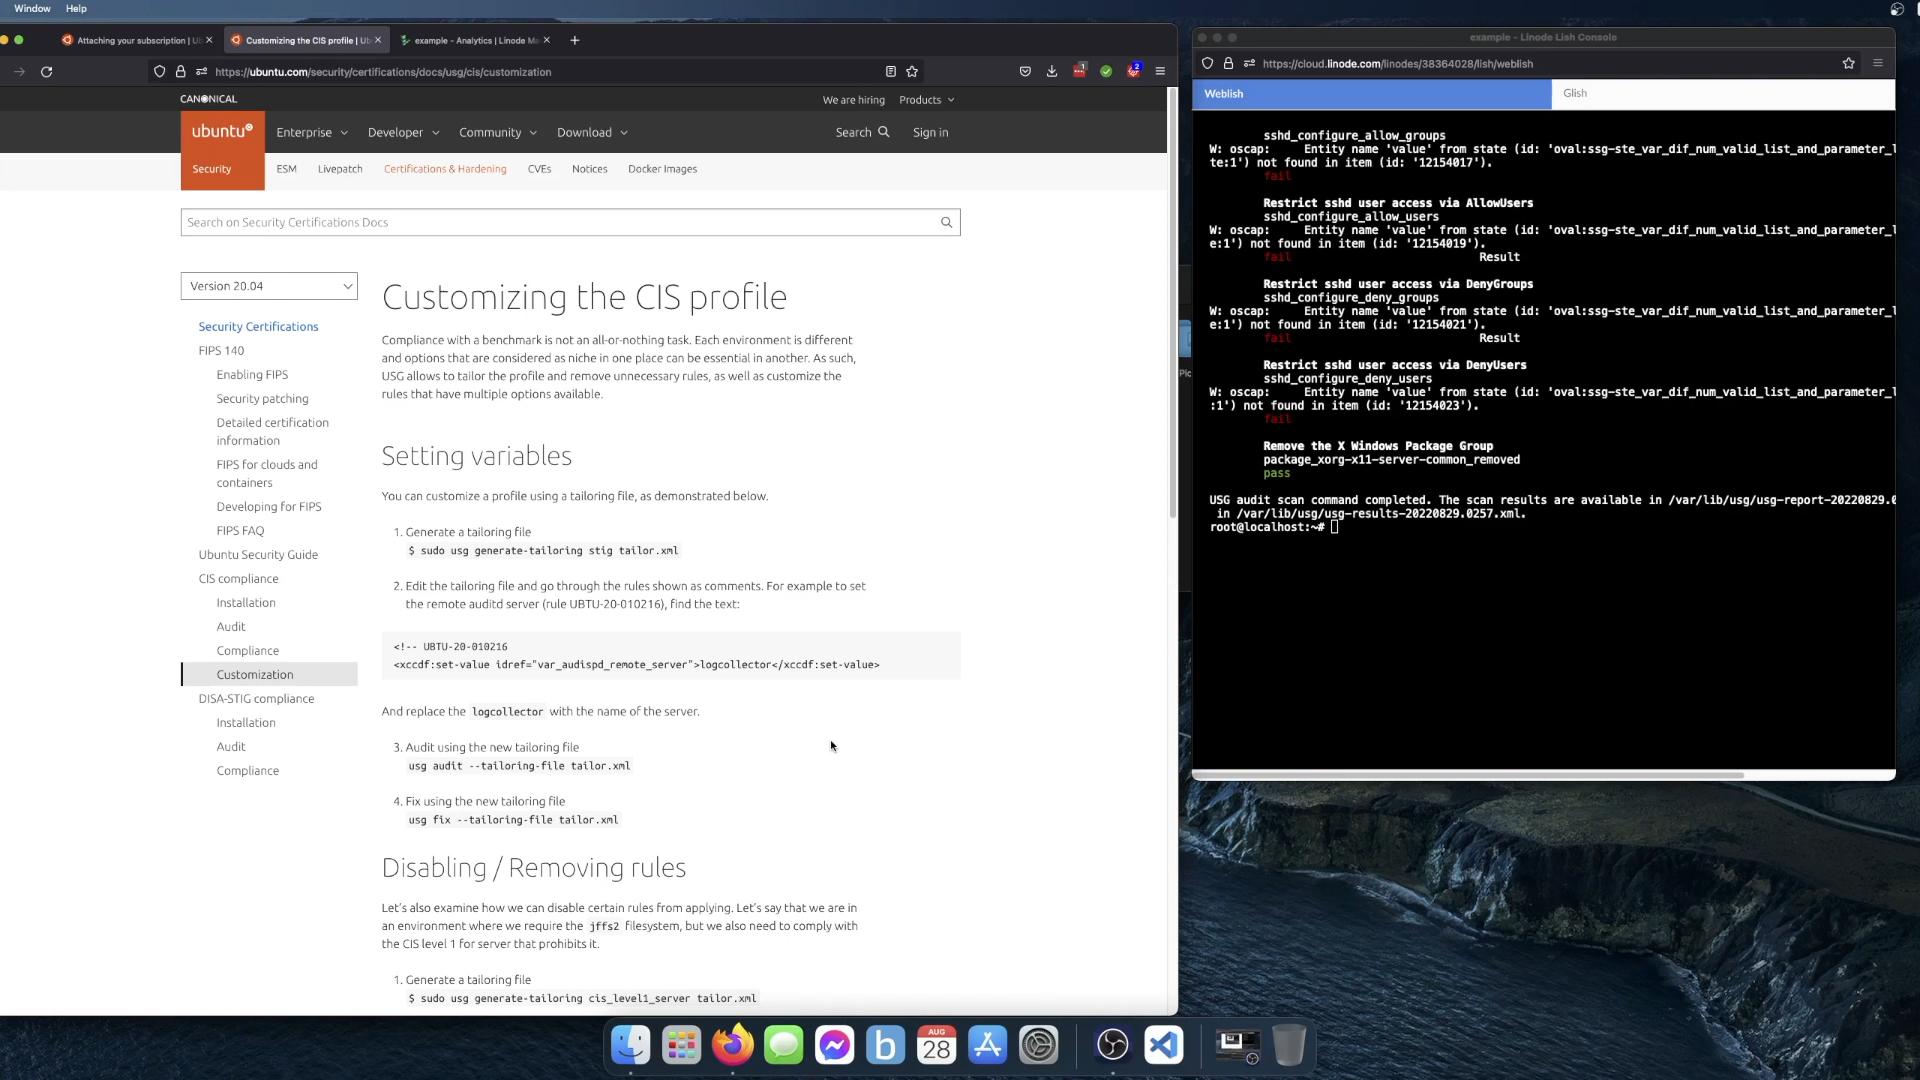 Window Help
Attaching your subscription | U
Customizing the CIS profile | Ub
example - Analytics | Linode Ma
https://ubuntu.com/security/certifications/docs/usg/cis/customization
CANONICAL
We are hiring Products
ubuntu
Enterprise Developer Community Download Search Sign in
Security
ESM Livepatch Certifications & Hardening CVEs Notices Docker Images
Search on Security Certifications Docs
Version 20.04
Security Certifications
FIPS 140
Enabling FIPS
Security patching
Detailed certification
information
FIPS for clouds and
containers
Developing for FIPS
FIPS FAQ
Ubuntu Security Guide
CIS compliance
Installation
Audit
Compliance
Customization
DISA-STIG compliance
Installation
Audit
Compliance
Customizing the CIS profile
Compliance with a benchmark is not an all-or-nothing task. Each environment is different
and options that are considered as niche in one place can be essential in another. As such,
USG allows to tailor the profile and remove unnecessary rules, as well as customize the
rules that have multiple options available.
Setting variables
You can customize a profile using a tailoring file, as demonstrated below.
1. Generate a tailoring file
$ sudo usg generate-tailoring stig tailor.xml
2. Edit the tailoring file and go through the rules shown as comments. For example to set
the remote auditd server (rule UBTU-20-010216), find the text:
<!-- UBTU-20-010216
<xccdf:set-value idref="var_audispd_remote_server">logcollector</xccdf:set-value>
And replace the logcollector with the name of the server.
3. Audit using the new tailoring file
usg audit --tailoring-file tailor.xml
4. Fix using the new tailoring file
usg fix --tailoring-file tailor.xml
Disabling / Removing rules
Let's also examine how we can disable certain rules from applying. Let's say that we are in
an environment where we require the jffs2 filesystem, but we also need to comply with
the CIS level 1 for server that prohibits it.
1. Generate a tailoring file
$ sudo usg generate-tailoring cis_level1_server tailor.xml
example - Linode Lish Console
https://cloud.linode.com/linodes/38364028/lish/weblish
Weblish Glish
sshd_configure_allow_groups
W: oscap: Entity name 'value' from state (id: 'oval:ssg-ste_var_dif_num_valid_list_and_parameter_l
te:1') not found in item (id: '12154017').
fail
Restrict sshd user access via AllowUsers
sshd_configure_allow_users
W: oscap: Entity name 'value' from state (id: 'oval:ssg-ste_var_dif_num_valid_list_and_parameter_l
e:1') not found in item (id: '12154019').
fail Result
Restrict sshd user access via DenyGroups
sshd_configure_deny_groups
W: oscap: Entity name 'value' from state (id: 'oval:ssg-ste_var_dif_num_valid_list_and_parameter_l
e:1') not found in item (id: '12154021').
fail Result
Restrict sshd user access via DenyUsers
sshd_configure_deny_users
W: oscap: Entity name 'value' from state (id: 'oval:ssg-ste_var_dif_num_valid_list_and_parameter_l
:1') not found in item (id: '12154023').
fail
Remove the X Windows Package Group
package_xorg-x11-server-common_removed
pass
USG audit scan command completed. The scan results are available in /var/lib/usg/usg-report-20220829.0
in /var/lib/usg/usg-results-20220829.0257.xml.
root@localhost:~#
Pic
AUG
28